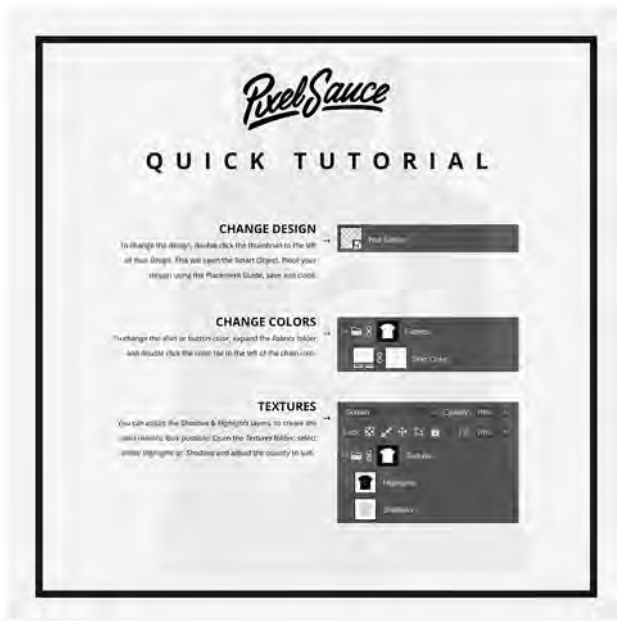 PixelSauce
QUICK TUTORIAL
CHANGE DESIGN
To change the design, double click the thumbnail to the left
of Your Design. This will open the Smart Object. Place your
design using the Placement Guide, save and close.
Your Design
CHANGE COLORS
To change the shirt or button color, expand the Fabrics folder
and double click the color tile to the left of the chain icon.
Fabrics
Shirt Color
TEXTURES
You can adjust the Shadows & Highlights layers, to create the
most realistic look possible. Open the Textures folder, select
either Highlights or Shadows and adjust the opacity to suit.
Screen
Opacity:
Lock:
Fill:
Textures
Highlights
Shadows